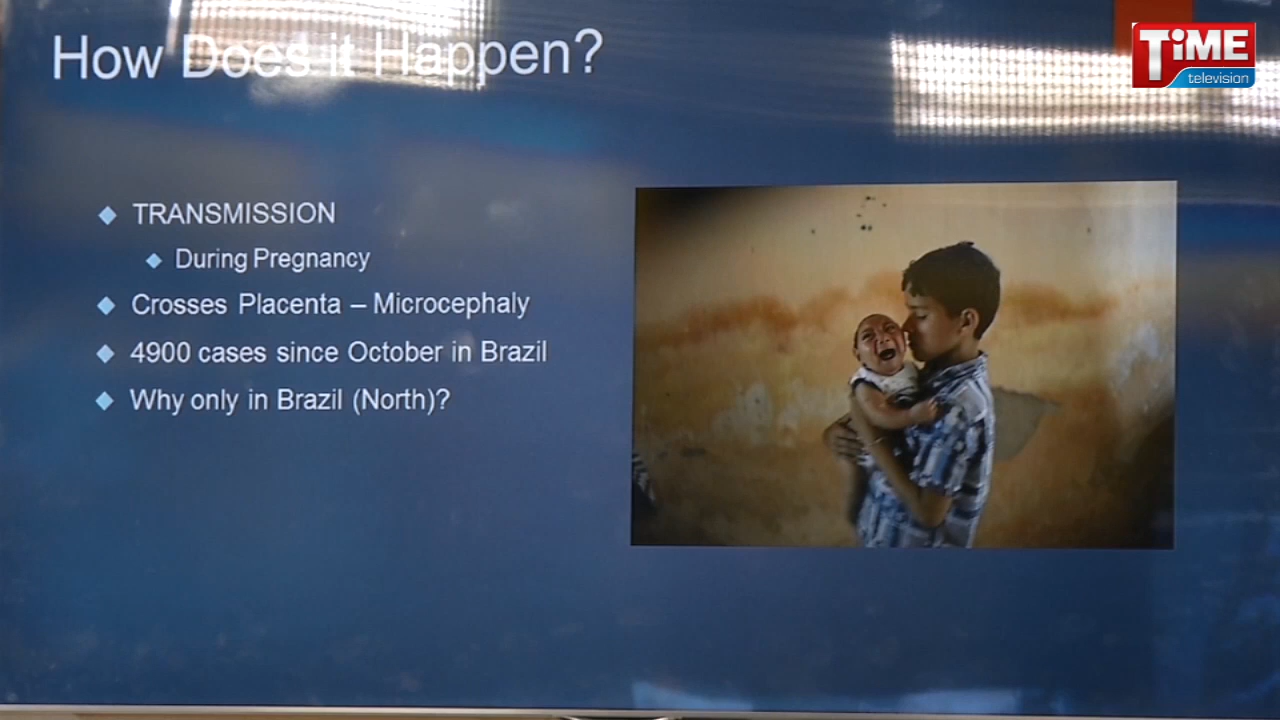 How Does it Happen?
TiME
television
TRANSMISSION
During Pregnancy
Crosses Placenta – Microcephaly
4900 cases since October in Brazil
Why only in Brazil (North)?